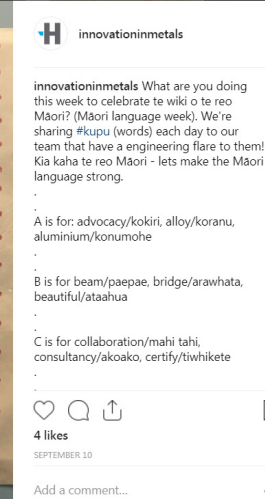 H
innovationinmetals
innovationinmetals What are you doing
this week to celebrate te wiki o te reo
Māori? (Māori language week). We're
sharing #kupu (words) each day to our
team that have a engineering flare to them!
Kia kaha te reo Māori - lets make the Māori
language strong.
.
.
A is for: advocacy/kokiri, alloy/koranu,
aluminium/konumohe
.
.
B is for beam/paepae, bridge/arawhata,
beautiful/ataahua
.
.
C is for collaboration/mahi tahi,
consultancy/akoako, certify/tiwhikete
.
.
4 likes
SEPTEMBER 10
Add a comment...